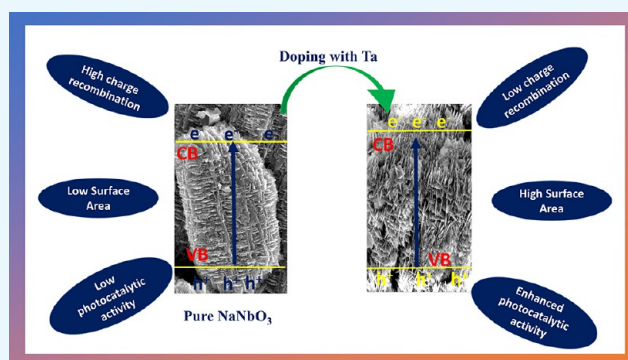 High charge
recombination
Doping with Ta
Low charge
recombination
e⁻ e⁻ e⁻
CB
e⁻ e⁻ e
CB
Low Surface
Area
High Surface
Area
VB
h⁺ h⁺ h⁺
VB
h⁺ h⁺ h⁺
Low
photocatalytic
activity
Enhanced
photocatalytic
activity
Pure NaNbO₃